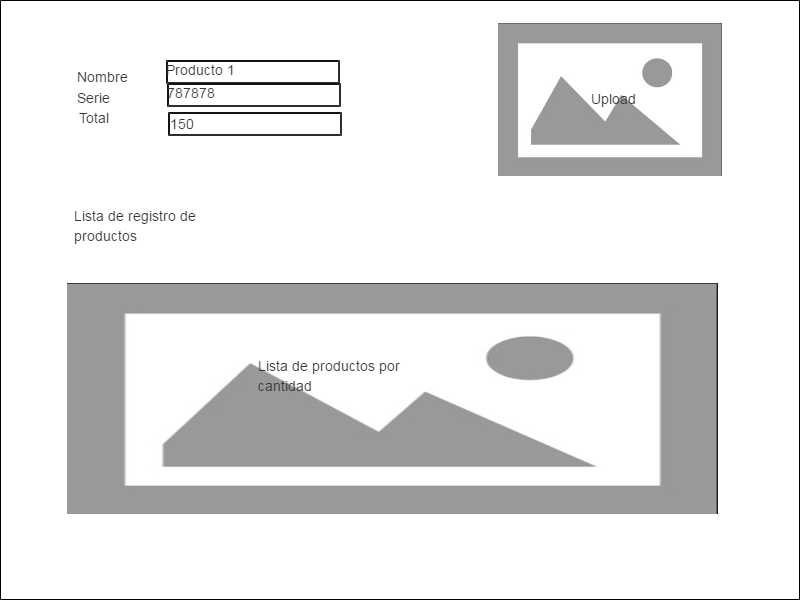 Nombre
Producto 1
Serie
787878
Total
150
Upload
Lista de registro de
productos
Lista de productos por
cantidad